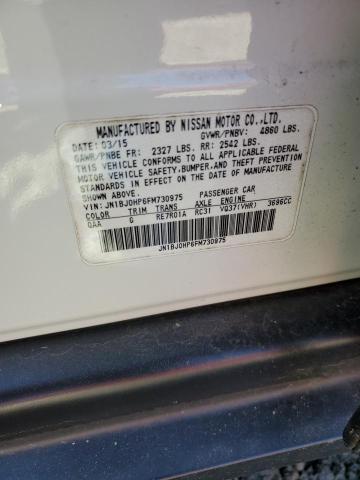 MANUFACTURED BY NISSAN MOTOR CO.,LTD.
DATE: 03/15 GVWR/PNBV: 4860 LBS.
GAWR/PNBE FR: 2327 LBS. RR: 2542 LBS.
THIS VEHICLE CONFORMS TO ALL APPLICABLE FEDERAL
MOTOR VEHICLE SAFETY, BUMPER, AND THEFT PREVENTION
STANDARDS IN EFFECT ON THE DATE OF MANUFACTURE
SHOWN ABOVE.
VIN: JN1BJ0HP6FM730975 PASSENGER CAR
COLOR TRIM TRANS AXLE ENGINE
QAA G RE7R01A RC31 VQ37(VHR) 3696CC
JN1BJ0HP6FM730975